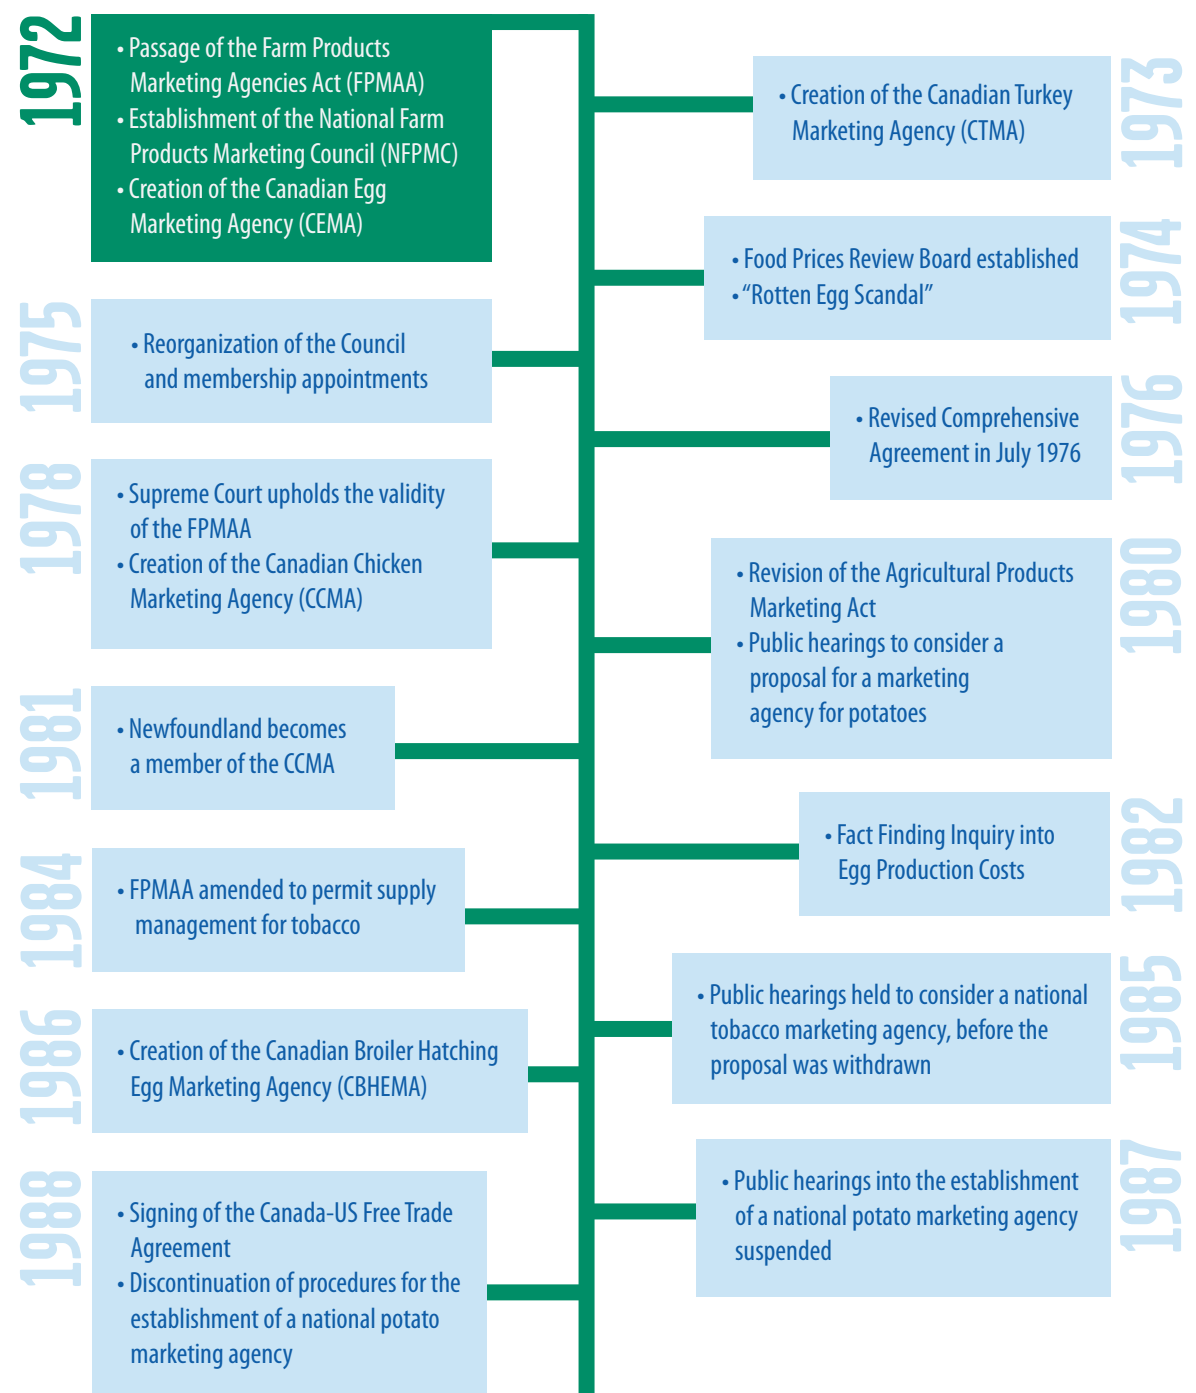 1972
• Passage of the Farm Products
Marketing Agencies Act (FPMAA)
• Establishment of the National Farm
Products Marketing Council (NFPMC)
• Creation of the Canadian Egg
Marketing Agency (CEMA)
1973
• Creation of the Canadian Turkey
Marketing Agency (CTMA)
1974
• Food Prices Review Board established
• “Rotten Egg Scandal”
1975
• Reorganization of the Council
and membership appointments
1976
• Revised Comprehensive
Agreement in July 1976
1978
• Supreme Court upholds the validity
of the FPMAA
• Creation of the Canadian Chicken
Marketing Agency (CCMA)
1980
• Revision of the Agricultural Products
Marketing Act
• Public hearings to consider a
proposal for a marketing
agency for potatoes
1981
• Newfoundland becomes
a member of the CCMA
1982
• Fact Finding Inquiry into
Egg Production Costs
1984
• FPMAA amended to permit supply
management for tobacco
1985
• Public hearings held to consider a national
tobacco marketing agency, before the
proposal was withdrawn
1986
• Creation of the Canadian Broiler Hatching
Egg Marketing Agency (CBHEMA)
1987
• Public hearings into the establishment
of a national potato marketing agency
suspended
1988
• Signing of the Canada-US Free Trade
Agreement
• Discontinuation of procedures for the
establishment of a national potato
marketing agency